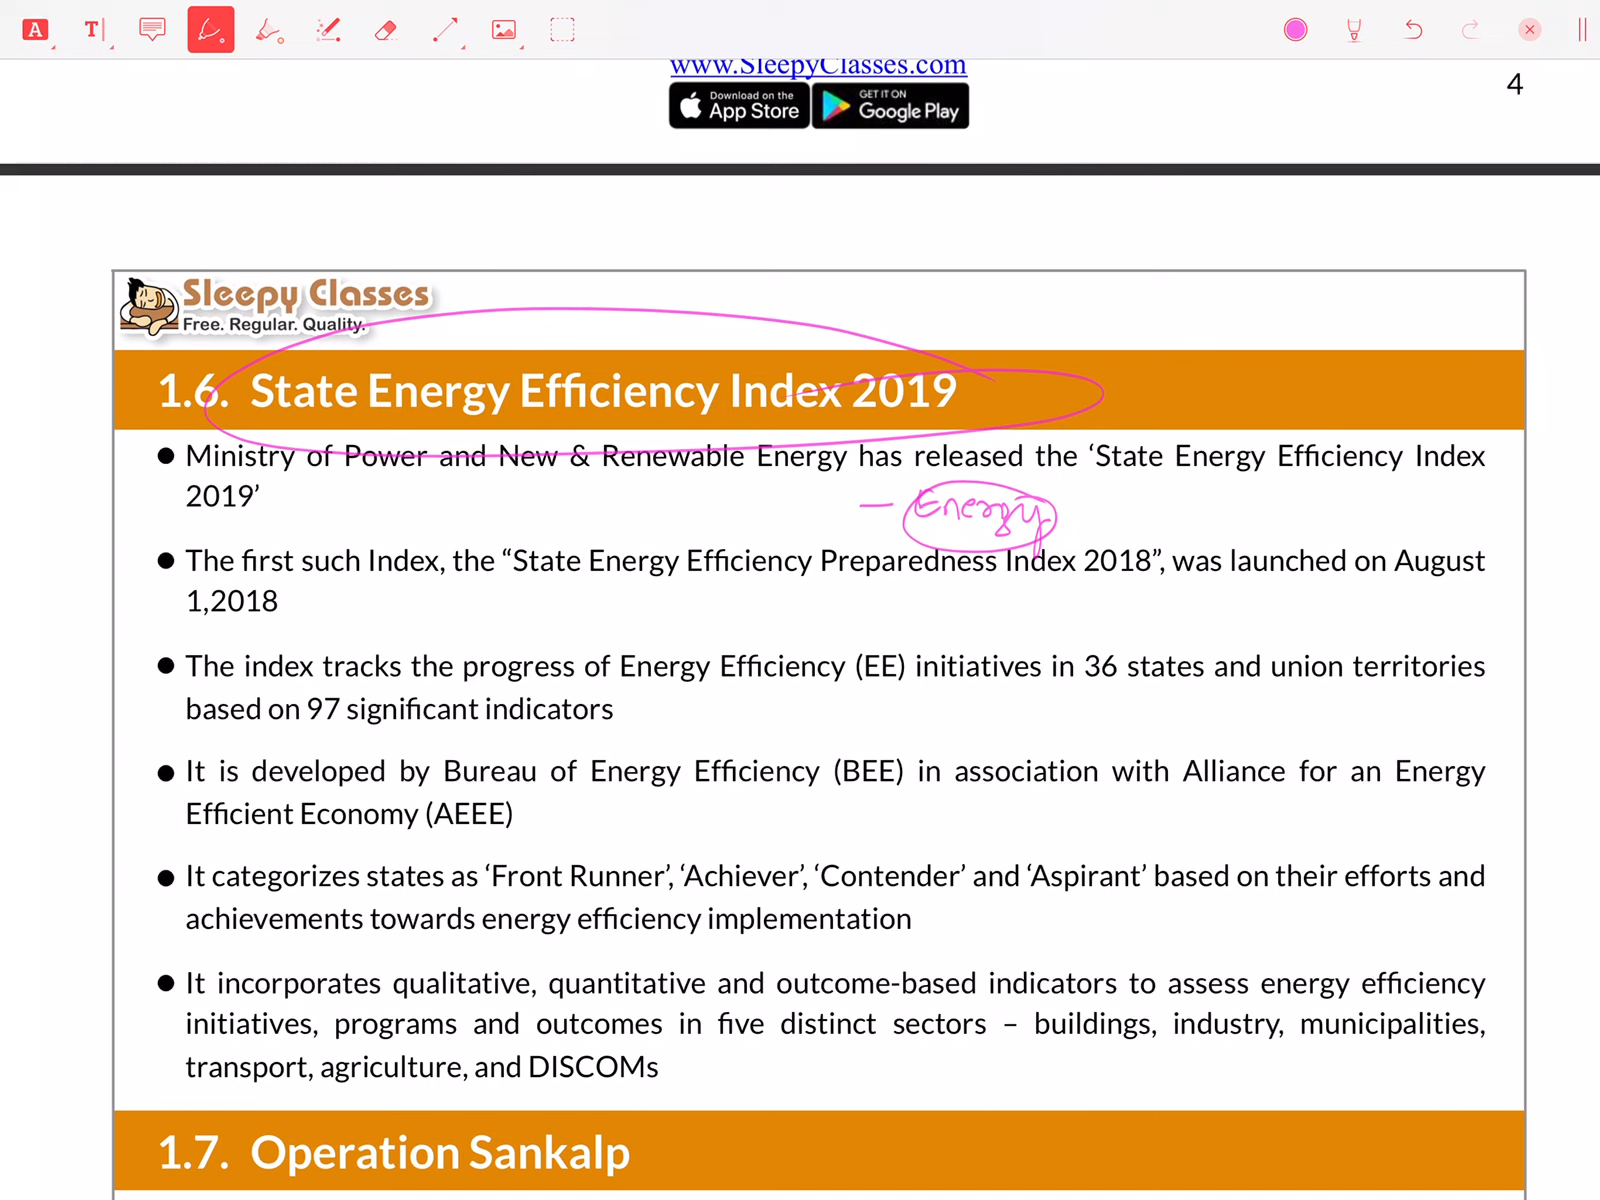 A T
www.SleepyClasses.com
4
Download on the
App Store
GET IT ON
Google Play
Sleepy Classes
Free. Regular. Quality.
1.6. State Energy Efficiency Index 2019
● Ministry of Power and New & Renewable Energy has released the ‘State Energy Efficiency Index
2019’
— Energy
● The first such Index, the “State Energy Efficiency Preparedness Index 2018”, was launched on August
1,2018
● The index tracks the progress of Energy Efficiency (EE) initiatives in 36 states and union territories
based on 97 significant indicators
● It is developed by Bureau of Energy Efficiency (BEE) in association with Alliance for an Energy
Efficient Economy (AEEE)
● It categorizes states as ‘Front Runner’, ‘Achiever’, ‘Contender’ and ‘Aspirant’ based on their efforts and
achievements towards energy efficiency implementation
● It incorporates qualitative, quantitative and outcome-based indicators to assess energy efficiency
initiatives, programs and outcomes in five distinct sectors – buildings, industry, municipalities,
transport, agriculture, and DISCOMs
1.7. Operation Sankalp